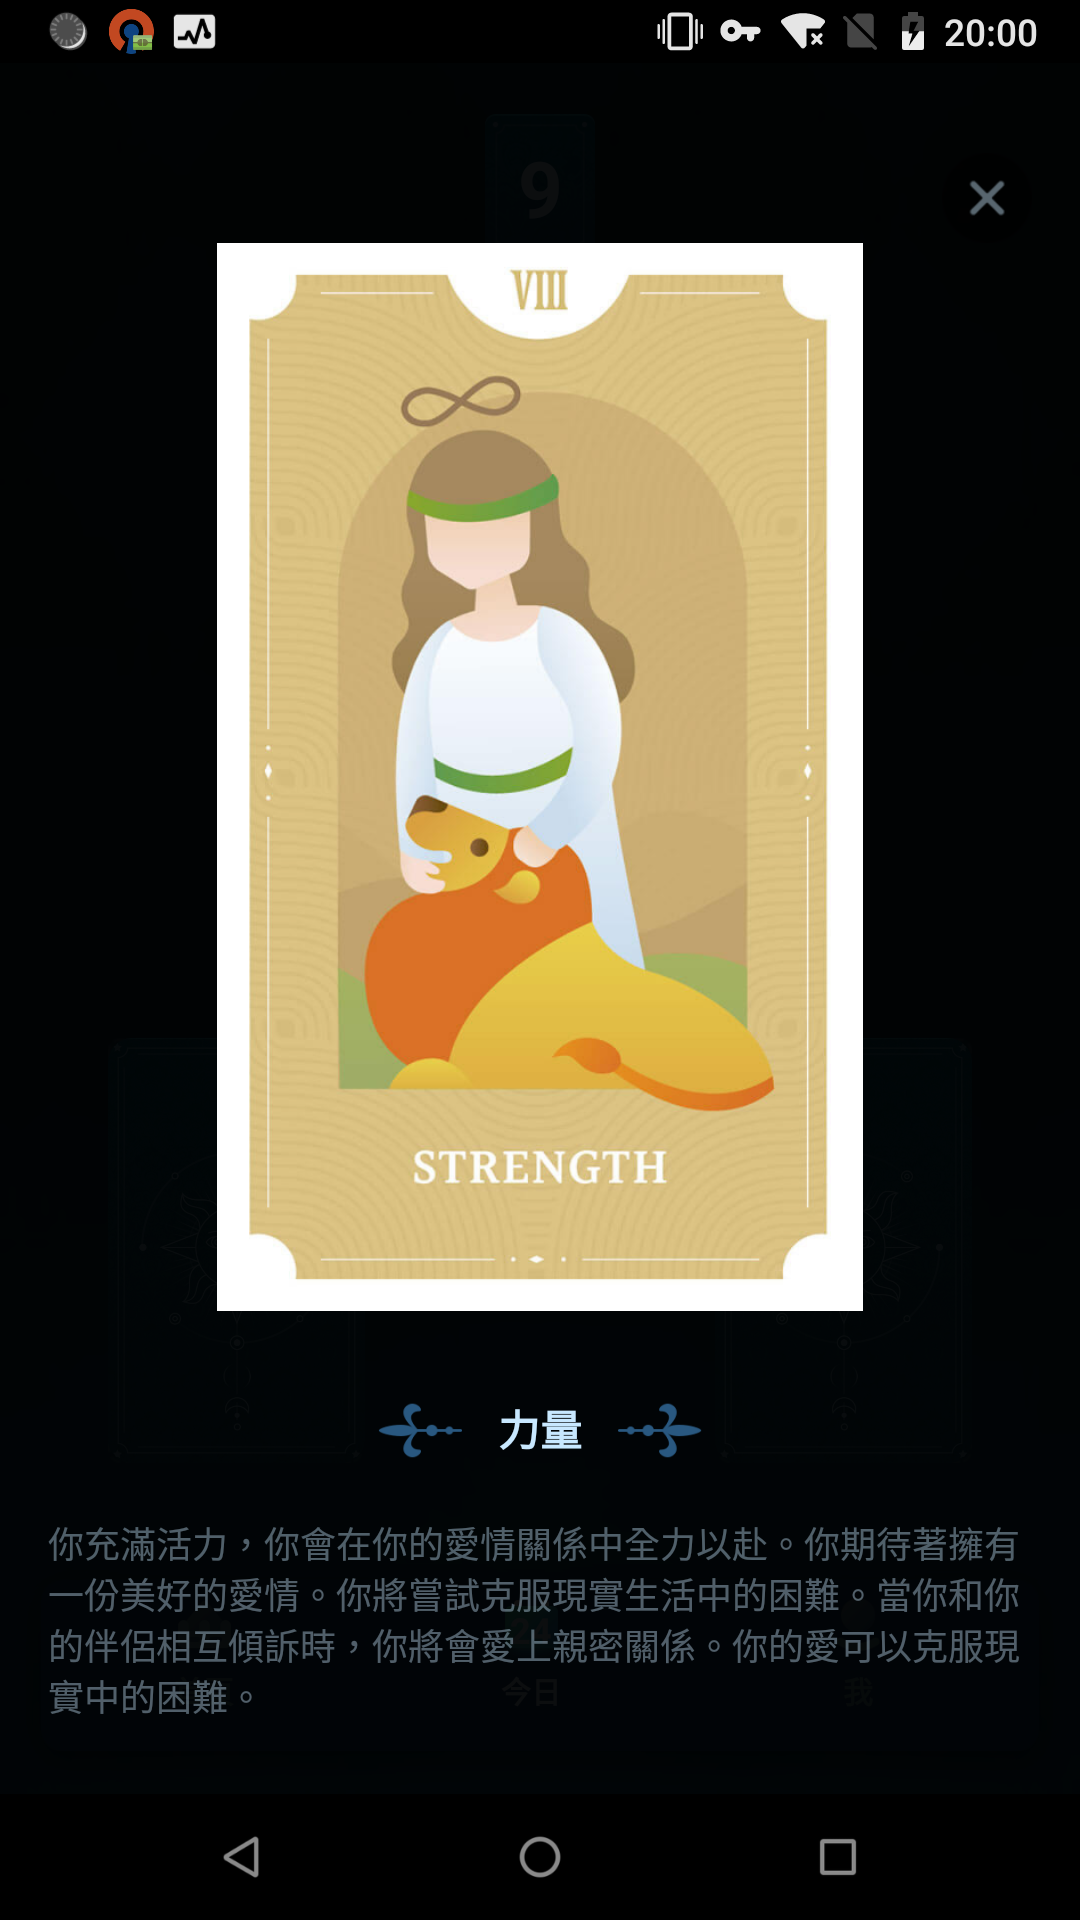 20:00
9
VIII
STRENGTH
力量
你充滿活力，你會在你的愛情關係中全力以赴。你期待著擁有
一份美好的愛情。你將嘗試克服現實生活中的困難。當你和你
的伴侶相互傾訴時，你將會愛上親密關係。你的愛可以克服現
實中的困難。
今日
我